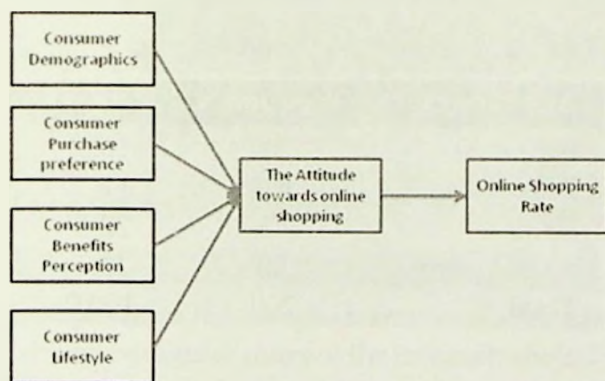 Consumer
Demographics
Consumer
Purchase
preference
Consumer
Benefits
Perception
Consumer
Lifestyle
The Attitude
towards online
shopping
Online Shopping
Rate